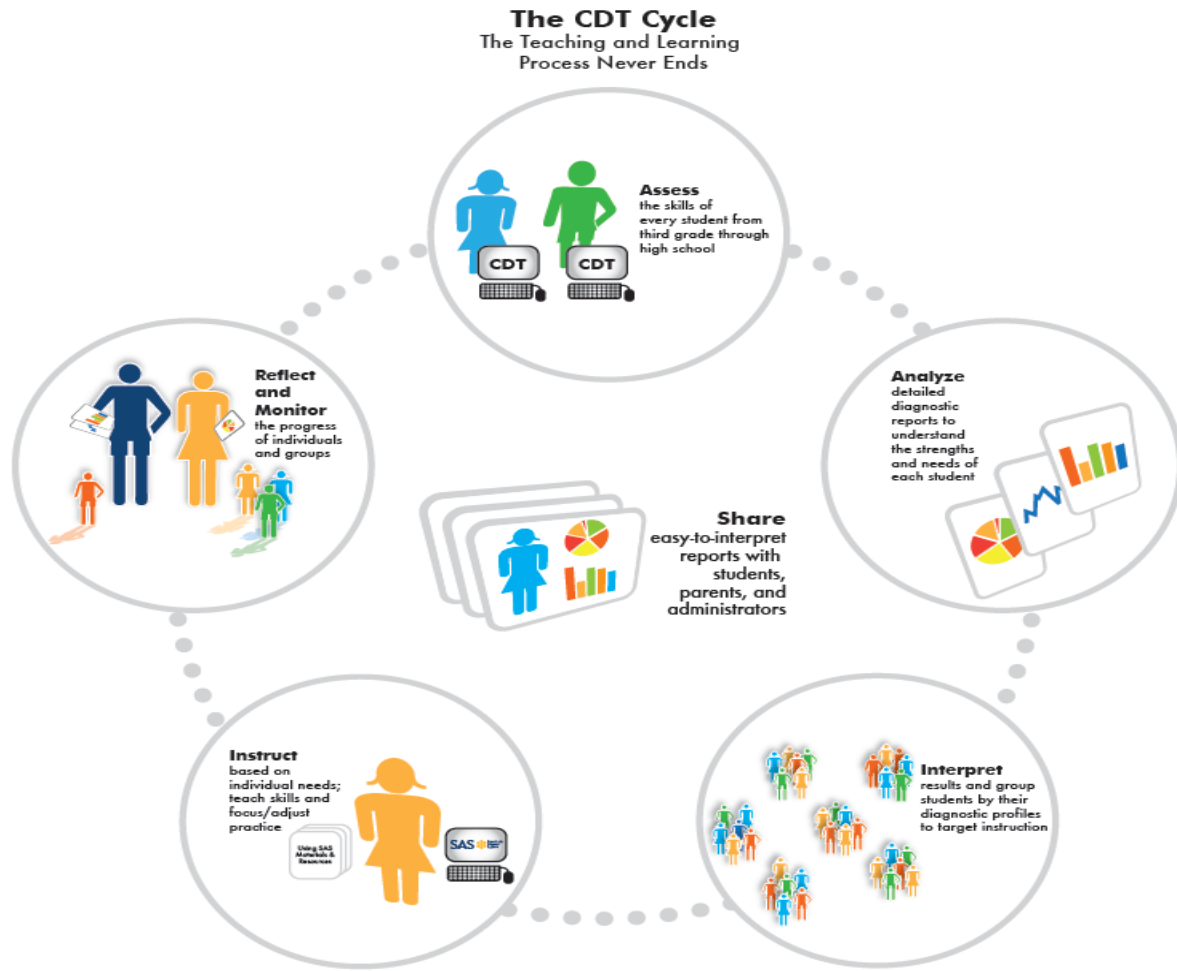 The CDT Cycle
The Teaching and Learning
Process Never Ends
Assess
the skills of
every student from
third grade through
high school
CDT
CDT
Analyze
detailed
diagnostic
reports to
understand
the strengths
and needs of
each student
Reflect
and
Monitor
the progress
of individuals
and groups
Share
easy-to-interpret
reports with
students,
parents, and
administrators
Interpret
results and group
students by their
diagnostic profiles
to target instruction
Instruct
based on
individual needs;
teach skills and
focus/adjust
practice
Using SAS
Materials &
Resources
SAS